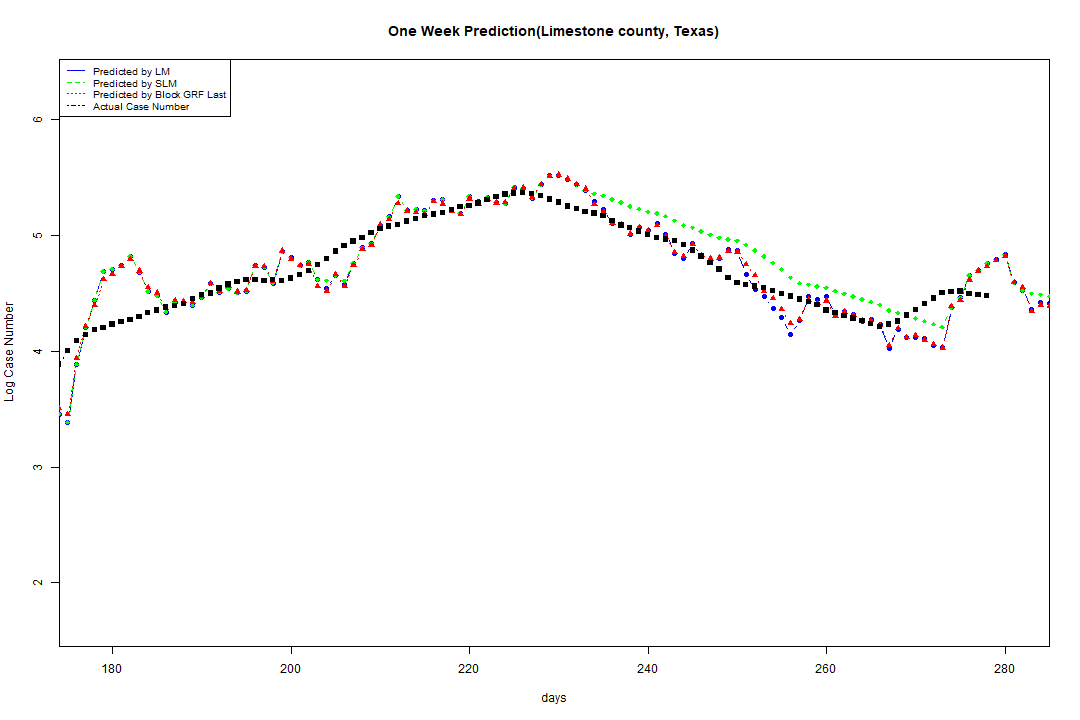 One Week Prediction(Limestone county, Texas)
Predicted by LM
Predicted by SLM
Predicted by Block GRF Last
Actual Case Number
6
5
4
3
2
Log Case Number
180 200 220 240 260 280
days